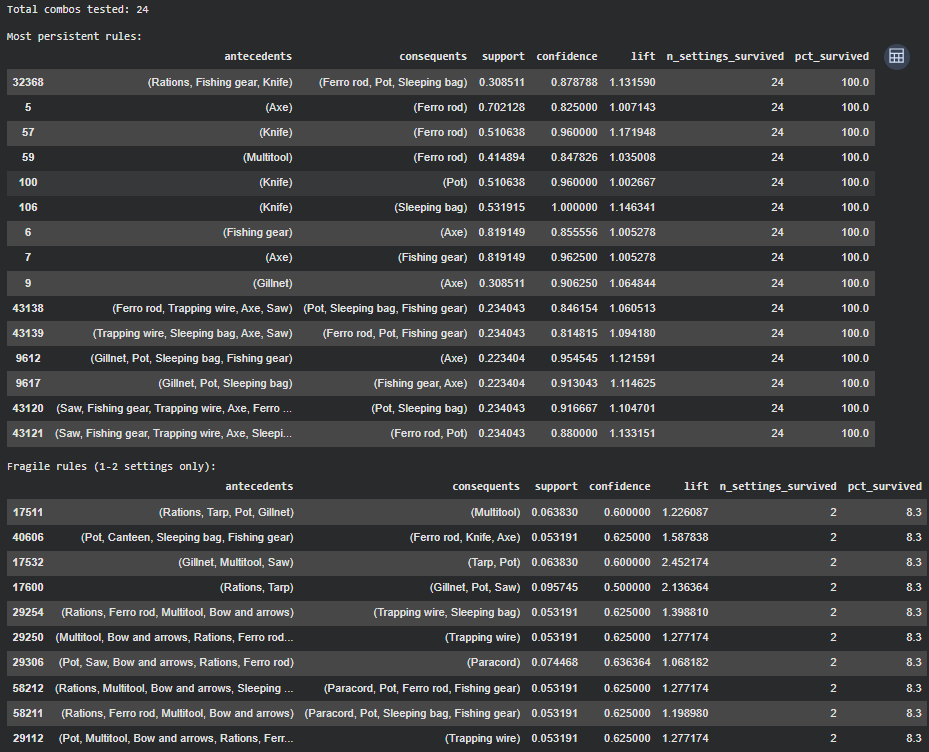 Total combos tested: 24
Most persistent rules:
antecedents consequents support confidence lift n_settings_survived pct_survived
32368 (Rations, Fishing gear, Knife) (Ferro rod, Pot, Sleeping bag) 0.308511 0.878788 1.131590 24 100.0
5 (Axe) (Ferro rod) 0.702128 0.825000 1.007143 24 100.0
57 (Knife) (Ferro rod) 0.510638 0.960000 1.171948 24 100.0
59 (Multitool) (Ferro rod) 0.414894 0.847826 1.035008 24 100.0
100 (Knife) (Pot) 0.510638 0.960000 1.002667 24 100.0
106 (Knife) (Sleeping bag) 0.531915 1.000000 1.146341 24 100.0
6 (Fishing gear) (Axe) 0.819149 0.855556 1.005278 24 100.0
7 (Axe) (Fishing gear) 0.819149 0.962500 1.005278 24 100.0
9 (Gillnet) (Axe) 0.308511 0.906250 1.064844 24 100.0
43138 (Ferro rod, Trapping wire, Axe, Saw) (Pot, Sleeping bag, Fishing gear) 0.234043 0.846154 1.060513 24 100.0
43139 (Trapping wire, Sleeping bag, Axe, Saw) (Ferro rod, Pot, Fishing gear) 0.234043 0.814815 1.094180 24 100.0
9612 (Gillnet, Pot, Sleeping bag, Fishing gear) (Axe) 0.223404 0.954545 1.121591 24 100.0
9617 (Gillnet, Pot, Sleeping bag) (Fishing gear, Axe) 0.223404 0.913043 1.114625 24 100.0
43120 (Saw, Fishing gear, Trapping wire, Axe, Ferro ... (Pot, Sleeping bag) 0.234043 0.916667 1.104701 24 100.0
43121 (Saw, Fishing gear, Trapping wire, Axe, Sleepi... (Ferro rod, Pot) 0.234043 0.880000 1.133151 24 100.0
Fragile rules (1-2 settings only):
antecedents consequents support confidence lift n_settings_survived pct_survived
17511 (Rations, Tarp, Pot, Gillnet) (Multitool) 0.063830 0.600000 1.226087 2 8.3
40606 (Pot, Canteen, Sleeping bag, Fishing gear) (Ferro rod, Knife, Axe) 0.053191 0.625000 1.587838 2 8.3
17532 (Gillnet, Multitool, Saw) (Tarp, Pot) 0.063830 0.600000 2.452174 2 8.3
17600 (Rations, Tarp) (Gillnet, Pot, Saw) 0.095745 0.500000 2.136364 2 8.3
29254 (Rations, Ferro rod, Multitool, Bow and arrows) (Trapping wire, Sleeping bag) 0.053191 0.625000 1.398810 2 8.3
29250 (Multitool, Bow and arrows, Rations, Ferro rod... (Trapping wire) 0.053191 0.625000 1.277174 2 8.3
29306 (Pot, Saw, Bow and arrows, Rations, Ferro rod) (Paracord) 0.074468 0.636364 1.068182 2 8.3
58212 (Rations, Multitool, Bow and arrows, Sleeping ... (Paracord, Pot, Ferro rod, Fishing gear) 0.053191 0.625000 1.277174 2 8.3
58211 (Rations, Ferro rod, Multitool, Bow and arrows) (Paracord, Pot, Sleeping bag, Fishing gear) 0.053191 0.625000 1.198980 2 8.3
29112 (Pot, Multitool, Bow and arrows, Rations, Ferr... (Trapping wire) 0.053191 0.625000 1.277174 2 8.3